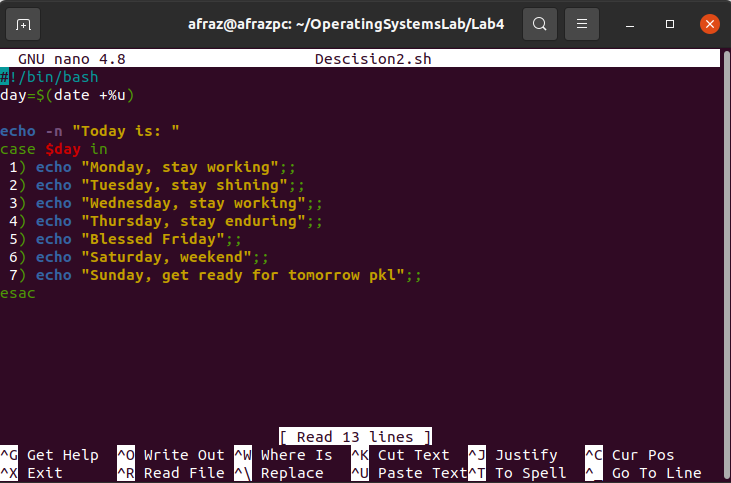 afraz@afrazpc: ~/OperatingSystemsLab/Lab4
GNU nano 4.8 Descision2.sh
#!/bin/bash
day=$(date +%u)
echo -n "Today is: "
case $day in
1) echo "Monday, stay working";;
2) echo "Tuesday, stay shining";;
3) echo "Wednesday, stay working";;
4) echo "Thursday, stay enduring";;
5) echo "Blessed Friday";;
6) echo "Saturday, weekend";;
7) echo "Sunday, get ready for tomorrow pkl";;
esac
[ Read 13 lines ]
^G Get Help ^O Write Out ^W Where Is ^K Cut Text ^J Justify ^C Cur Pos
^X Exit ^R Read File ^\ Replace ^U Paste Text ^T To Spell ^_ Go To Line